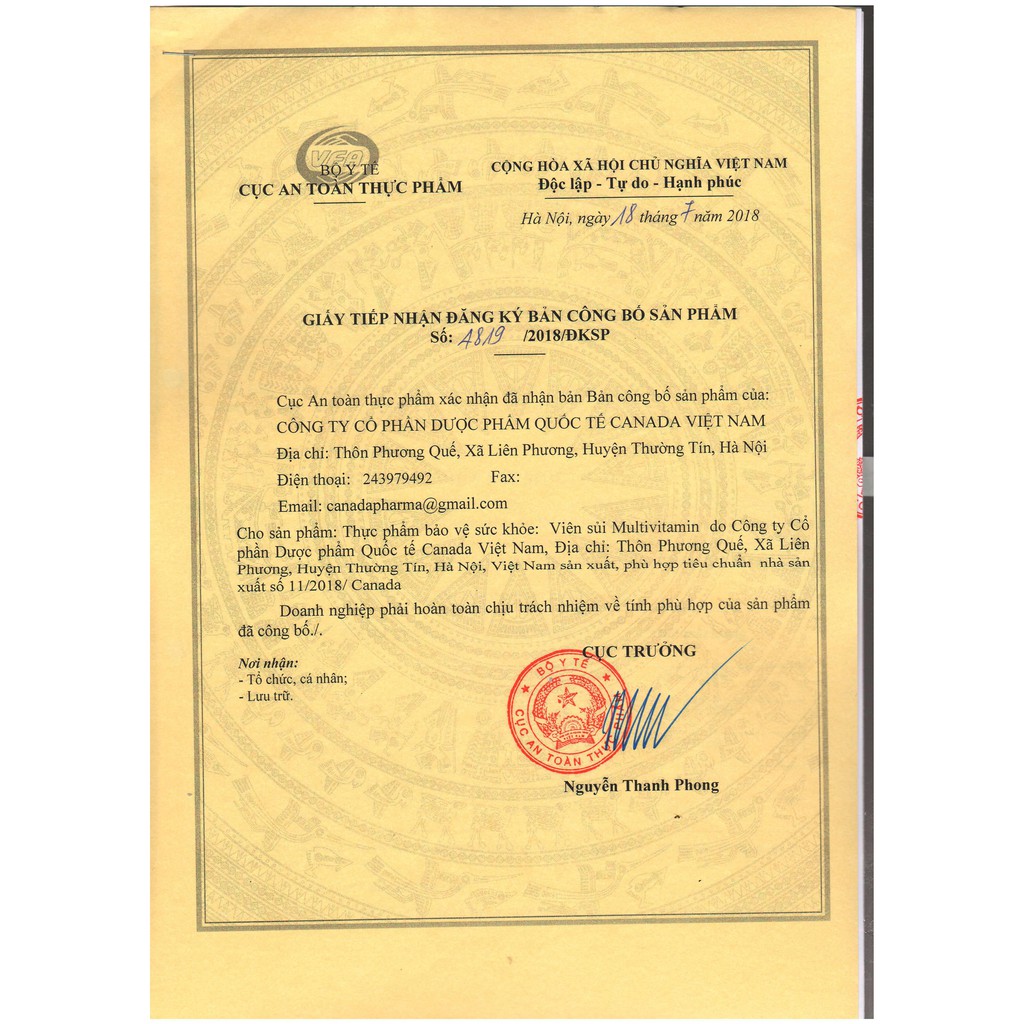 VFA
BỘ Y TẾ
CỤC AN TOÀN THỰC PHẨM
CỘNG HÒA XÃ HỘI CHỦ NGHĨA VIỆT NAM
Độc lập - Tự do - Hạnh phúc
Hà Nội, ngày 18 tháng 7 năm 2018
GIẤY TIẾP NHẬN ĐĂNG KÝ BẢN CÔNG BỐ SẢN PHẨM
Số: 4819 /2018/ĐKSP
Cục An toàn thực phẩm xác nhận đã nhận bản Bản công bố sản phẩm của:
CÔNG TY CỔ PHẦN DƯỢC PHẨM QUỐC TẾ CANADA VIỆT NAM
Địa chỉ: Thôn Phương Quế, Xã Liên Phương, Huyện Thường Tín, Hà Nội
Điện thoại: 243979492 Fax:
Email: canadapharma@gmail.com
Cho sản phẩm: Thực phẩm bảo vệ sức khỏe: Viên sủi Multivitamin do Công ty Cổ
phần Dược phẩm Quốc tế Canada Việt Nam, Địa chỉ: Thôn Phương Quế, Xã Liên
Phương, Huyện Thường Tín, Hà Nội, Việt Nam sản xuất, phù hợp tiêu chuẩn nhà sản
xuất số 11/2018/ Canada
Doanh nghiệp phải hoàn toàn chịu trách nhiệm về tính phù hợp của sản phẩm
đã công bố./.
Nơi nhận:
- Tổ chức, cá nhân;
- Lưu trữ.
CỤC TRƯỞNG
BỘ Y TẾ
CỤC AN TOÀN
Nguyễn Thanh Phong